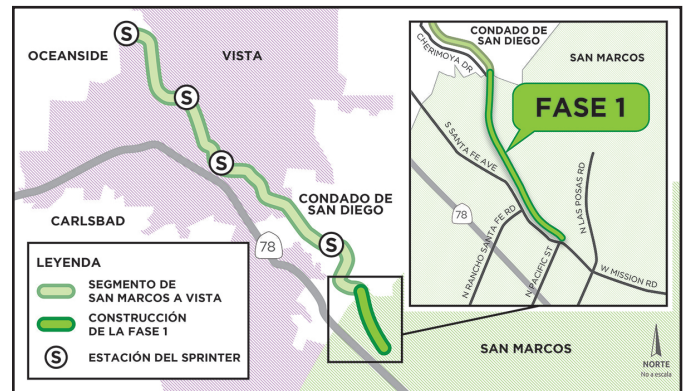 OCEANSIDE
VISTA
CARLSBAD
CONDADO DE
SAN DIEGO
78
S
S
S
S
LEYENDA
SEGMENTO DE
SAN MARCOS A VISTA
CONSTRUCCIÓN
DE LA FASE 1
S
ESTACIÓN DEL SPRINTER
SAN MARCOS
NORTE
No a escala
CONDADO DE
SAN DIEGO
CHERIMOYA DR
SAN MARCOS
FASE 1
S SANTA FE AVE
N LAS POSAS RD
78
N RANCHO SANTA FE RD
N PACIFIC ST
W MISSION RD